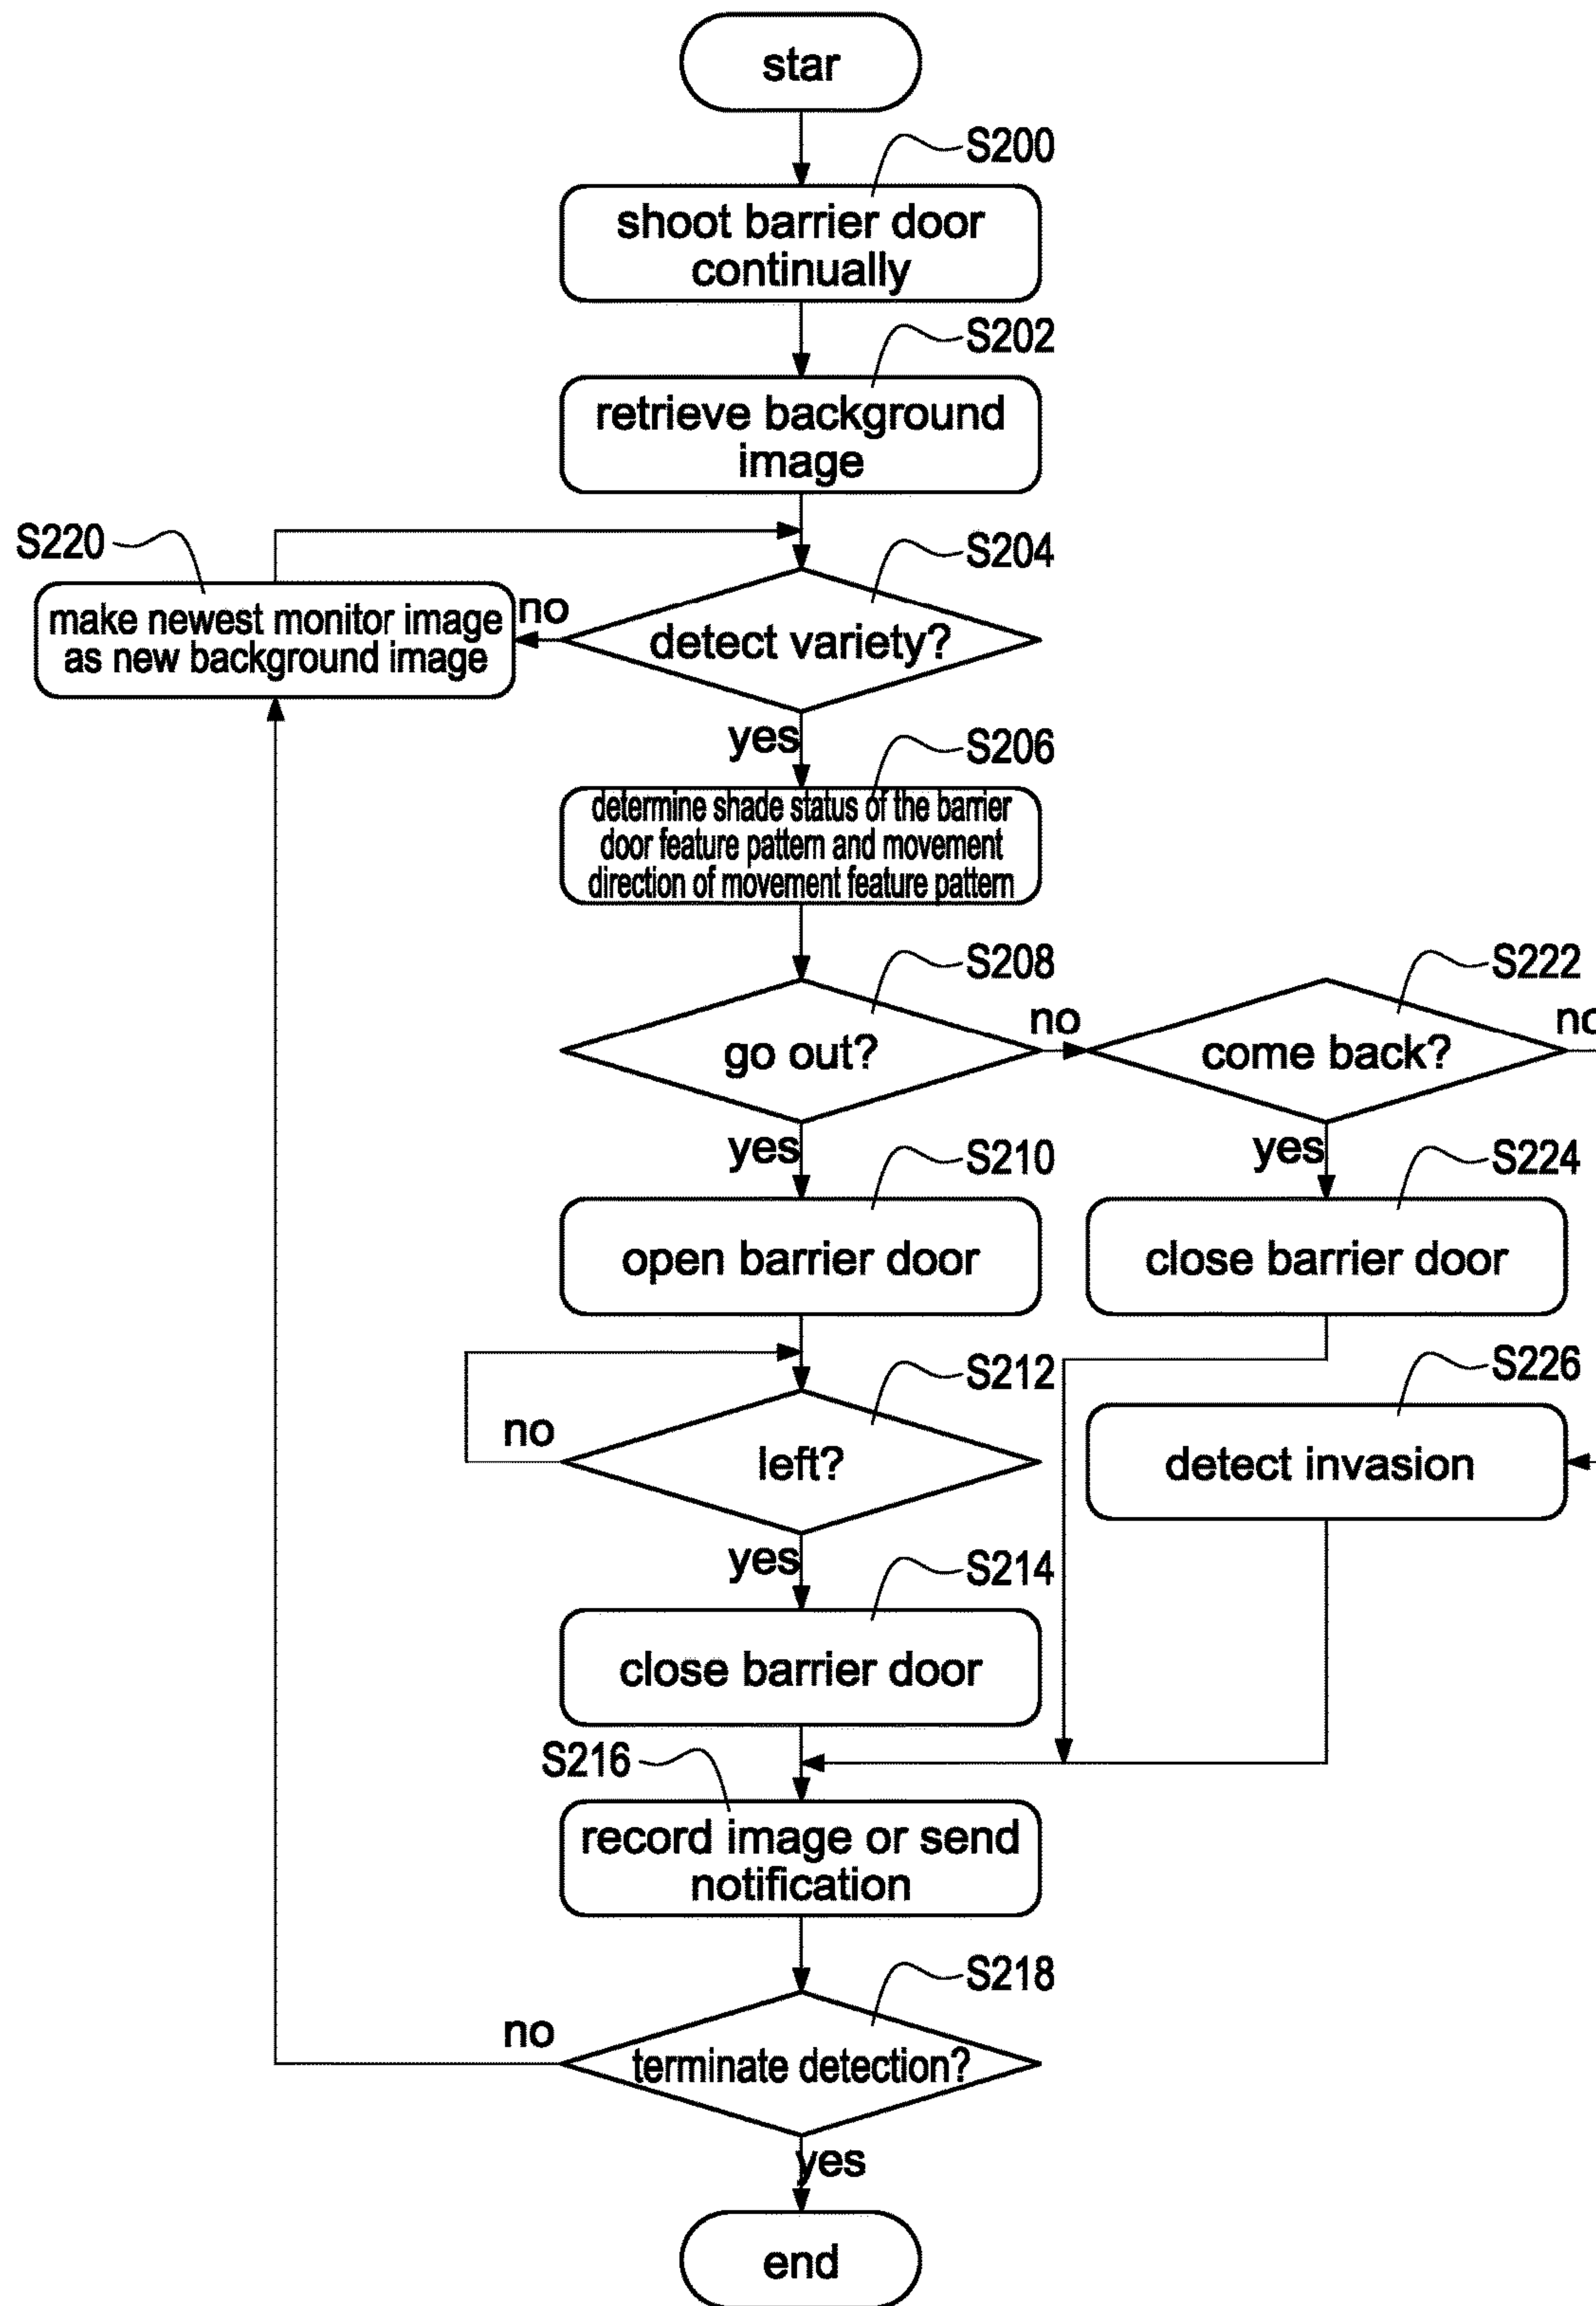 star
S200
shoot barrier door
continually
S202
retrieve background
image
S220
S204
make newest monitor image
as new background image
no
detect variety?
yes
S206
determine shade status of the barrier
door feature pattern and movement
direction of movement feature pattern
S208
S222
go out?
no
come back?
no
yes
S210
yes
S224
open barrier door
close barrier door
S212
S226
no
left?
detect invasion
yes
S214
close barrier door
S216
record image or send
notification
S218
no
terminate detection?
yes
end